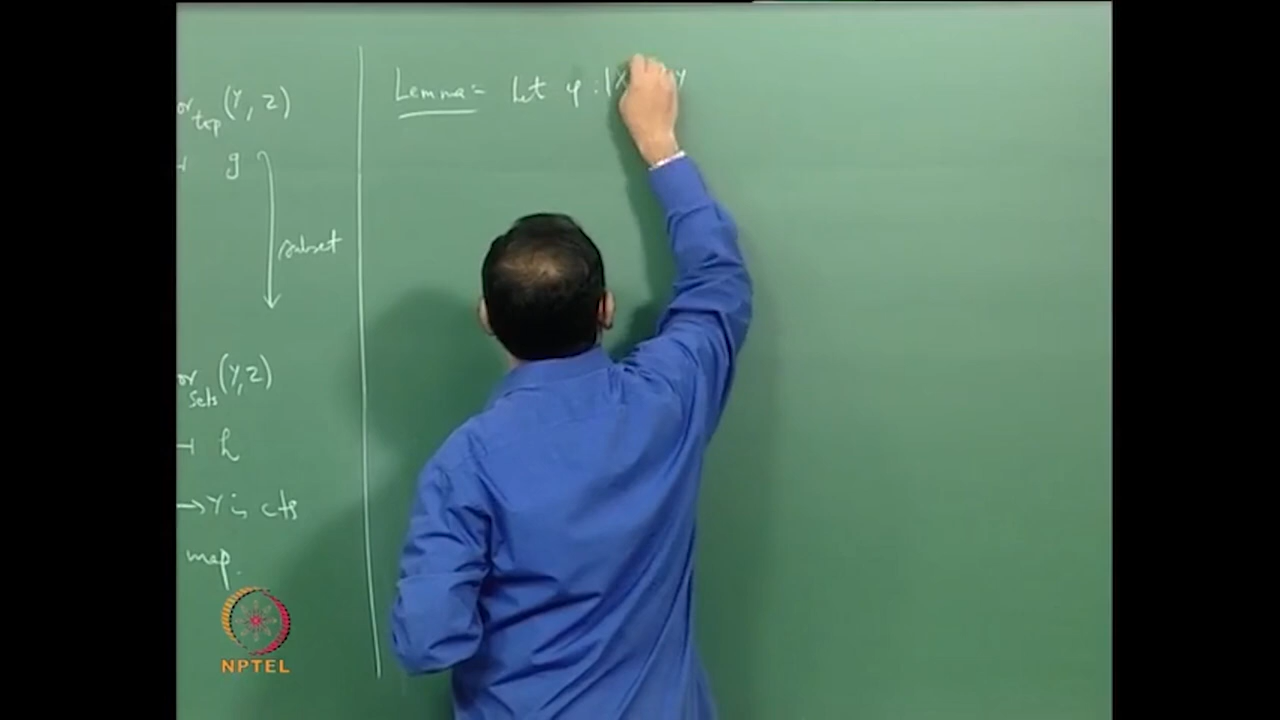 or_top (Y, Z)
g
subset
or_Sets (Y, Z)
h
→ Y is cts
map.
Lemma:- Let φ : |X Y
NPTEL